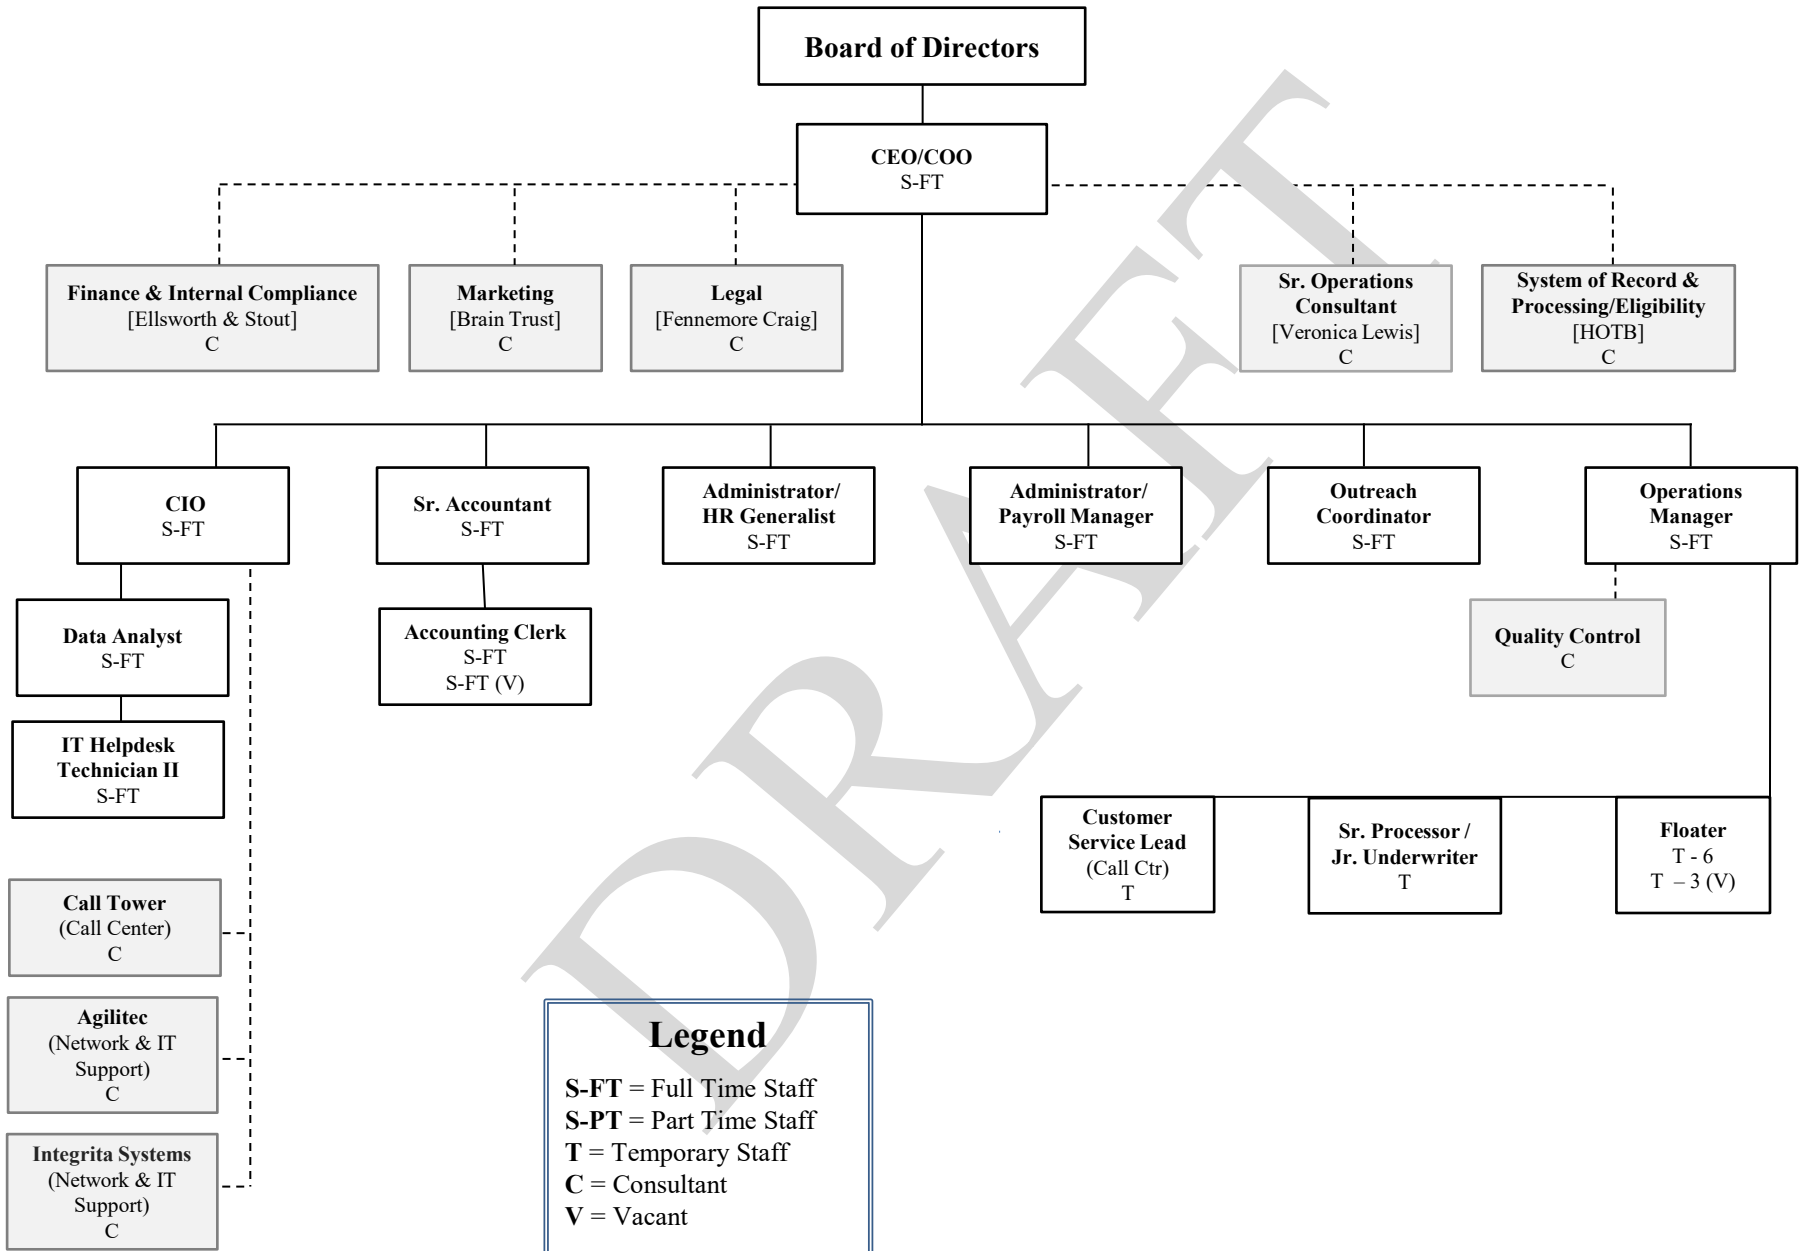 Board of Directors
CEO/COO
S-FT
Finance & Internal Compliance
[Ellsworth & Stout]
C
Marketing
[Brain Trust]
C
Legal
[Fennemore Craig]
C
Sr. Operations
Consultant
[Veronica Lewis]
C
System of Record &
Processing/Eligibility
[HOTB]
C
CIO
S-FT
Sr. Accountant
S-FT
Administrator/
HR Generalist
S-FT
Administrator/
Payroll Manager
S-FT
Outreach
Coordinator
S-FT
Operations
Manager
S-FT
Data Analyst
S-FT
Accounting Clerk
S-FT
S-FT (V)
Quality Control
C
IT Helpdesk
Technician II
S-FT
Customer
Service Lead
(Call Ctr)
T
Sr. Processor /
Jr. Underwriter
T
Floater
T - 6
T – 3 (V)
Call Tower
(Call Center)
C
Agilitec
(Network & IT
Support)
C
Integrita Systems
(Network & IT
Support)
C
Legend
S-FT = Full Time Staff
S-PT = Part Time Staff
T = Temporary Staff
C = Consultant
V = Vacant
DRAFT